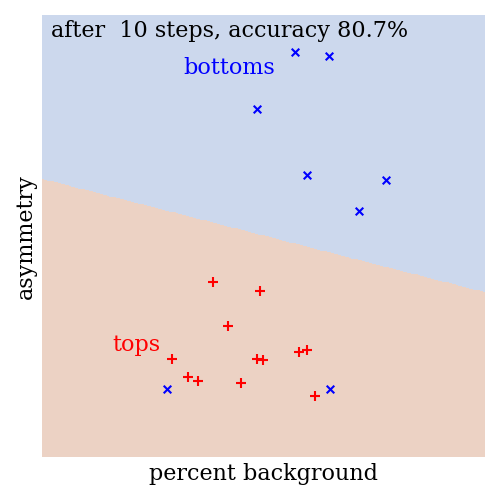 after  10 steps, accuracy 80.7%
bottoms
asymmetry
tops
percent background